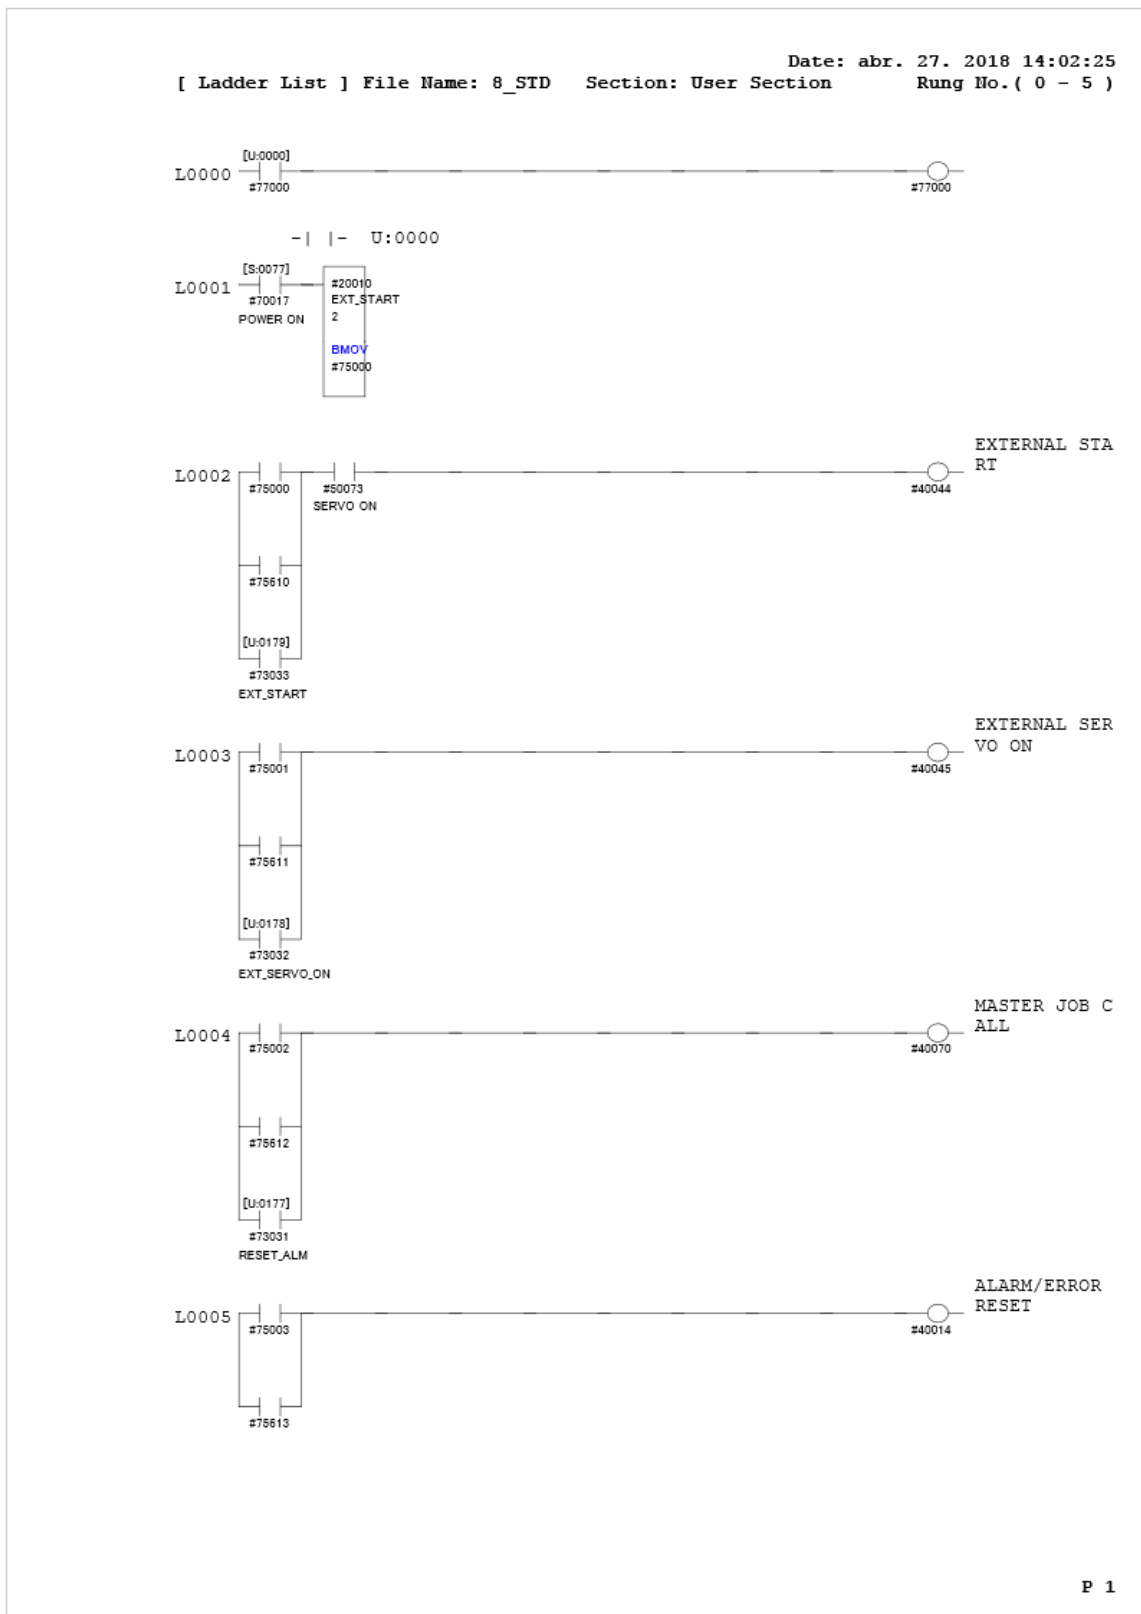 Date: abr. 27. 2018 14:02:25
[ Ladder List ] File Name: 8_STD Section: User Section Rung No.( 0 - 5 )
[U:0000]
L0000
#77000 #77000
-| |- U:0000
[S:0077]
L0001 #20010
#70017 EXT_START
POWER ON 2
BMOV
#75000
EXTERNAL STA
RT
L0002
#75000 #50073 #40044
SERVO ON
#75610
[U:0179]
#73033
EXT_START
EXTERNAL SER
VO ON
L0003
#75001 #40045
#75611
[U:0178]
#73032
EXT_SERVO_ON
MASTER JOB C
ALL
L0004
#75002 #40070
#75612
[U:0177]
#73031
RESET_ALM
ALARM/ERROR
RESET
L0005
#75003 #40014
#75613
P 1